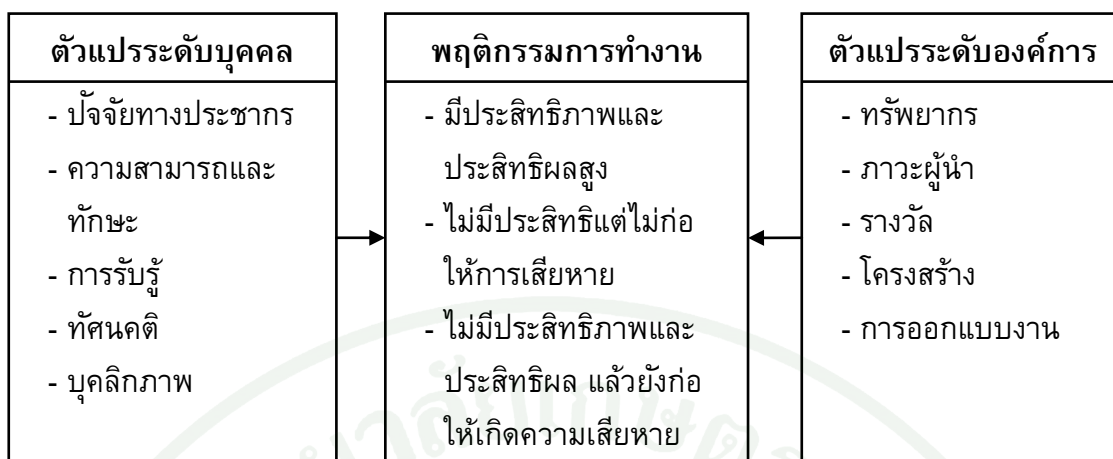 ตัวแปรระดับบุคคล
- ปัจจัยทางประชากร
- ความสามารถและ
ทักษะ
- การรับรู้
- ทัศนคติ
- บุคลิกภาพ
พฤติกรรมการทำงาน
- มีประสิทธิภาพและ
ประสิทธิผลสูง
- ไม่มีประสิทธิแต่ไม่ก่อ
ให้การเสียหาย
- ไม่มีประสิทธิภาพและ
ประสิทธิผล แล้วยังก่อ
ให้เกิดความเสียหาย
ตัวแปรระดับองค์การ
- ทรัพยากร
- ภาวะผู้นำ
- รางวัล
- โครงสร้าง
- การออกแบบงาน